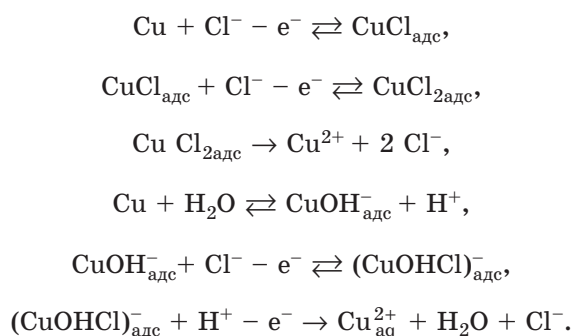 Cu + Cl⁻ − e⁻ ⇄ CuCl_адс,
CuCl_адс + Cl⁻ − e⁻ ⇄ CuCl_2адс,
Cu Cl_2адс → Cu²⁺ + 2 Cl⁻,
Cu + H₂O ⇄ CuOH⁻_адс + H⁺,
CuOH⁻_адс + Cl⁻ − e⁻ ⇄ (CuOHCl)⁻_адс,
(CuOHCl)⁻_адс + H⁺ − e⁻ → Cu²⁺_aq + H₂O + Cl⁻.